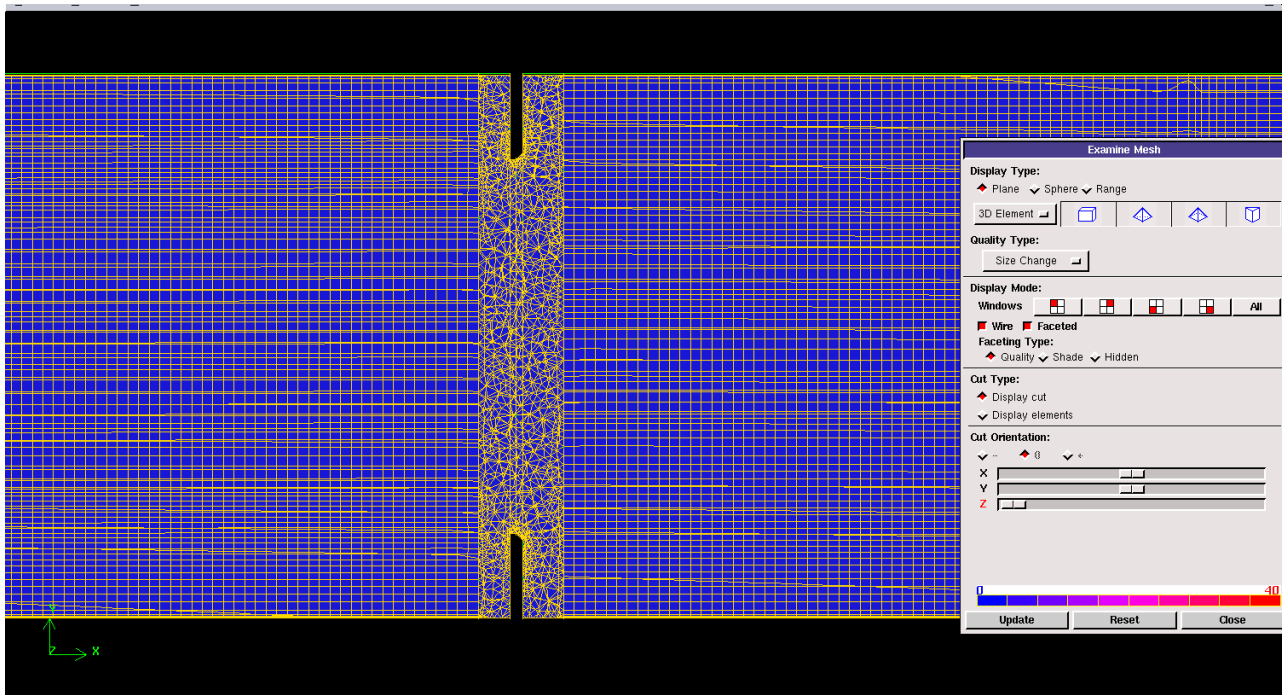 Examine Mesh
Display Type:
Plane Sphere Range
3D Element
Quality Type:
Size Change
Display Mode:
Windows All
Wire Faceted
Faceting Type:
Quality Shade Hidden
Cut Type:
Display cut
Display elements
Cut Orientation:
- 0 +
X
Y
Z
0 40
Update Reset Close
Y
Z X